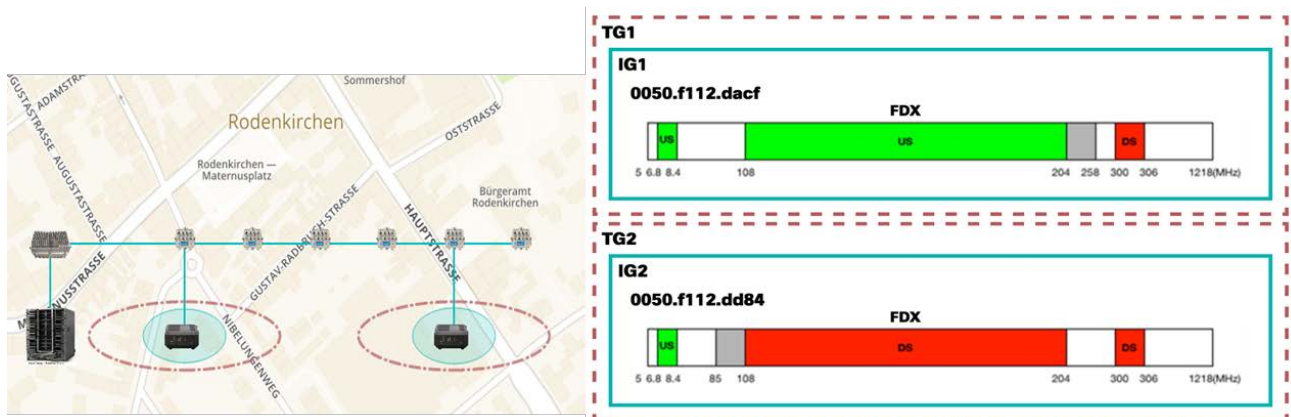 Sommershof
ADAMSTRA
GUSTASTRASSE
AUGUSTASTRASSE
Rodenkirchen
OSTSTRASSE
Rodenkirchen —
Maternusplatz
GUSTAV-RADBRUCH-STRASSE
HAUPTSTRASSE
Bürgeramt
Rodenkirchen
NUSSTRASSE
NIBELUNGENWEG
TG1
IG1
0050.f112.dacf
FDX
US US DS
5 6.8 8.4 108 204 258 300 306 1218(MHz)
TG2
IG2
0050.f112.dd84
FDX
US DS DS
5 6.8 8.4 85 108 204 300 306 1218(MHz)